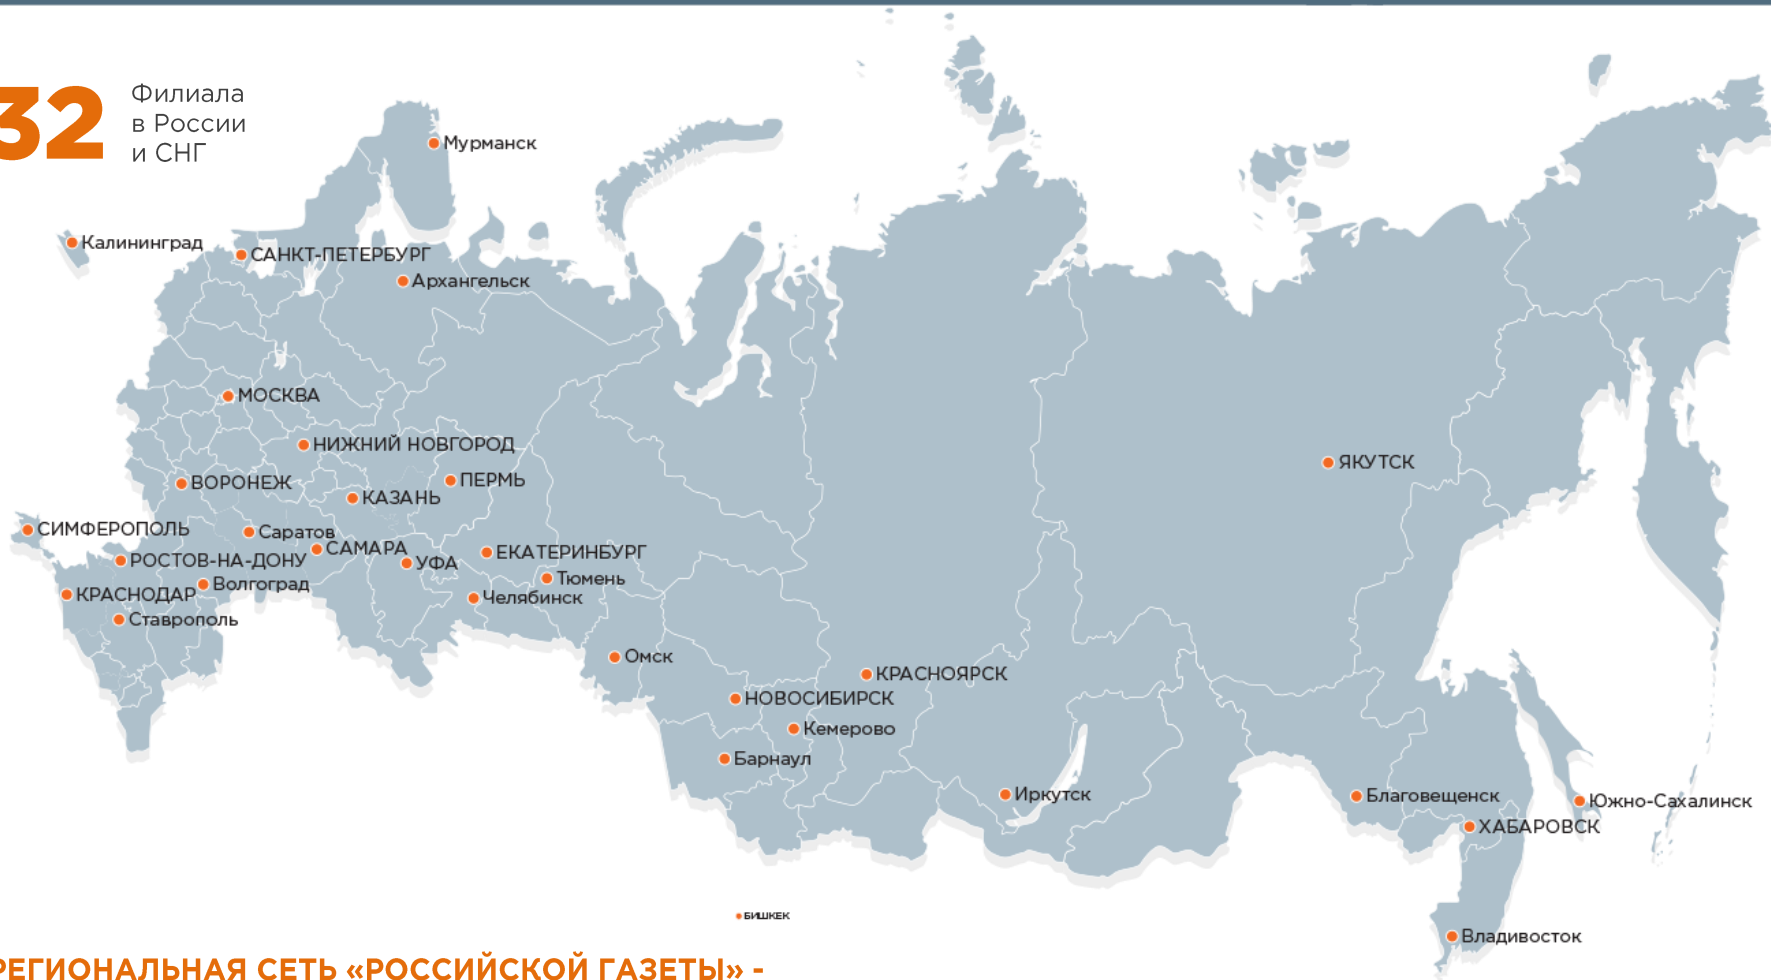 32
Филиала
в России
и СНГ
Мурманск
Калининград
САНКТ-ПЕТЕРБУРГ
Архангельск
МОСКВА
НИЖНИЙ НОВГОРОД
ЯКУТСК
ПЕРМЬ
ВОРОНЕЖ
КАЗАНЬ
СИМФЕРОПОЛЬ
Саратов
САМАРА
ЕКАТЕРИНБУРГ
РОСТОВ-НА-ДОНУ
УФА
Тюмень
Волгоград
КРАСНОДАР
Челябинск
Ставрополь
Омск
КРАСНОЯРСК
НОВОСИБИРСК
Кемерово
Барнаул
Иркутск
Благовещенск
Южно-Сахалинск
ХАБАРОВСК
БИШКЕК
Владивосток
РЕГИОНАЛЬНАЯ СЕТЬ «РОССИЙСКОЙ ГАЗЕТЫ» -